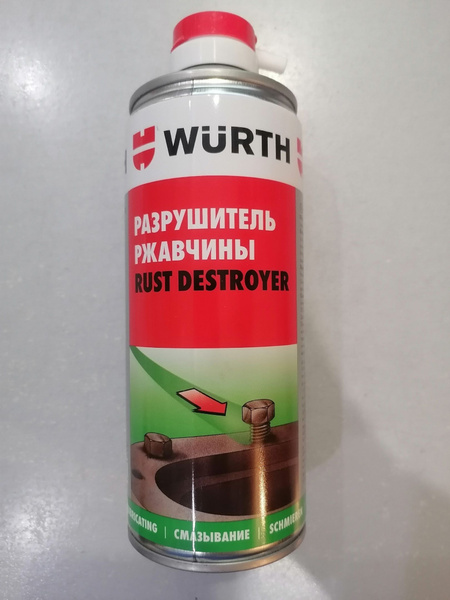 WÜRTH
РАЗРУШИТЕЛЬ
РЖАВЧИНЫ
RUST DESTROYER
СМАЗЫВАНИЕ